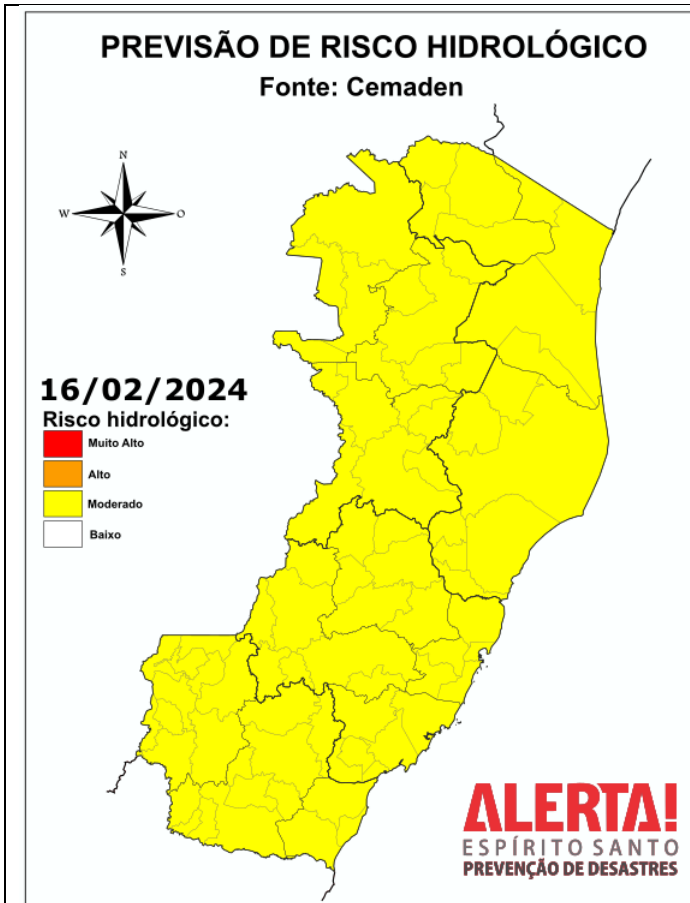 PREVISÃO DE RISCO HIDROLÓGICO
Fonte: Cemaden
N
W
O
S
16/02/2024
Risco hidrológico:
Muito Alto
Alto
Moderado
Baixo
ALERTA!
ESPÍRITO SANTO
PREVENÇÃO DE DESASTRES